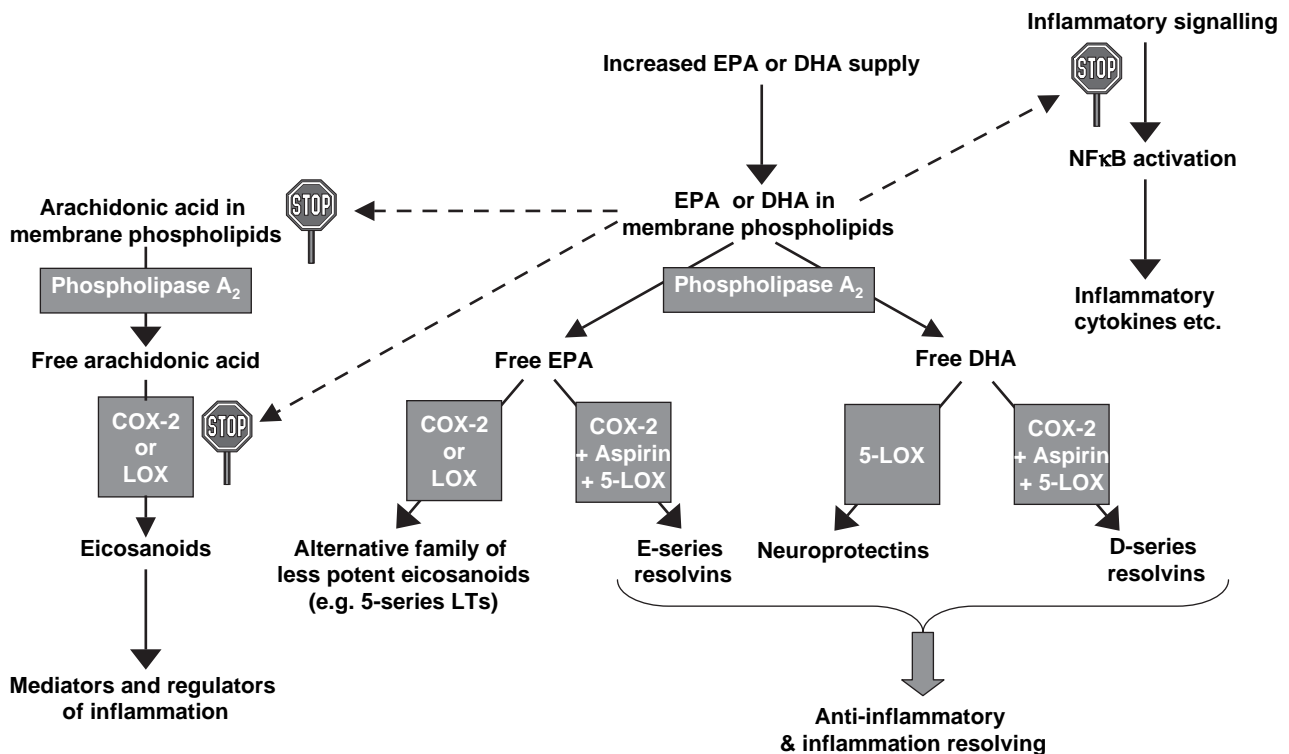 Inflammatory signalling
STOP
NFκB activation
Inflammatory
cytokines etc.
Increased EPA or DHA supply
EPA or DHA in
membrane phospholipids
Phospholipase A2
Arachidonic acid in
membrane phospholipids
STOP
Phospholipase A2
Free arachidonic acid
COX-2
or
LOX
STOP
Eicosanoids
Mediators and regulators
of inflammation
Free EPA
COX-2
or
LOX
Alternative family of
less potent eicosanoids
(e.g. 5-series LTs)
COX-2
+ Aspirin
+ 5-LOX
E-series
resolvins
Free DHA
5-LOX
Neuroprotectins
COX-2
+ Aspirin
+ 5-LOX
D-series
resolvins
Anti-inflammatory
& inflammation resolving